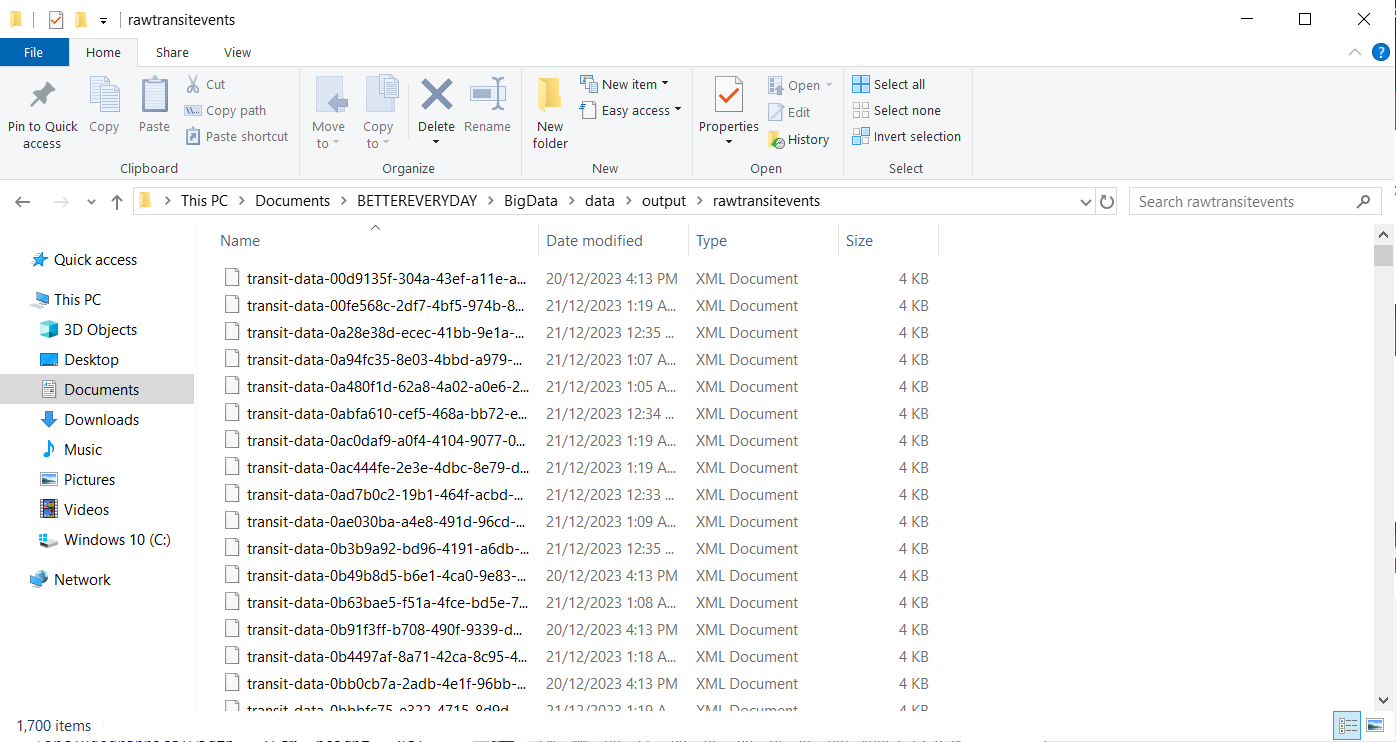 rawtransitevents
File Home Share View
Pin to Quick access
Copy
Paste
Cut
Copy path
Paste shortcut
Clipboard
Move to
Copy to
Delete
Rename
Organize
New folder
New item
Easy access
New
Properties
Open
Edit
History
Open
Select all
Select none
Invert selection
Select
This PC > Documents > BETTEREVERYDAY > BigData > data > output > rawtransitevents
Search rawtransitevents
Quick access
This PC
3D Objects
Desktop
Documents
Downloads
Music
Pictures
Videos
Windows 10 (C:)
Network
Name Date modified Type Size
transit-data-00d9135f-304a-43ef-a11e-a... 20/12/2023 4:13 PM XML Document 4 KB
transit-data-00fe568c-2df7-4bf5-974b-8... 21/12/2023 1:19 A... XML Document 4 KB
transit-data-0a28e38d-ecec-41bb-9e1a-... 21/12/2023 12:35 ... XML Document 4 KB
transit-data-0a94fc35-8e03-4bbd-a979-... 21/12/2023 1:07 A... XML Document 4 KB
transit-data-0a480f1d-62a8-4a02-a0e6-2... 21/12/2023 1:05 A... XML Document 4 KB
transit-data-0abfa610-cef5-468a-bb72-e... 21/12/2023 12:34 ... XML Document 4 KB
transit-data-0ac0daf9-a0f4-4104-9077-0... 21/12/2023 1:19 A... XML Document 4 KB
transit-data-0ac444fe-2e3e-4dbc-8e79-d... 21/12/2023 1:19 A... XML Document 4 KB
transit-data-0ad7b0c2-19b1-464f-acbd-... 21/12/2023 12:33 ... XML Document 4 KB
transit-data-0ae030ba-a4e8-491d-96cd-... 21/12/2023 1:09 A... XML Document 4 KB
transit-data-0b3b9a92-bd96-4191-a6db-... 21/12/2023 12:35 ... XML Document 4 KB
transit-data-0b49b8d5-b6e1-4ca0-9e83-... 20/12/2023 4:13 PM XML Document 4 KB
transit-data-0b63bae5-f51a-4fce-bd5e-7... 21/12/2023 1:08 A... XML Document 4 KB
transit-data-0b91f3ff-b708-490f-9339-d... 20/12/2023 4:13 PM XML Document 4 KB
transit-data-0b4497af-8a71-42ca-8c95-4... 21/12/2023 1:18 A... XML Document 4 KB
transit-data-0bb0cb7a-2adb-4e1f-96bb-... 20/12/2023 4:13 PM XML Document 4 KB
1,700 items